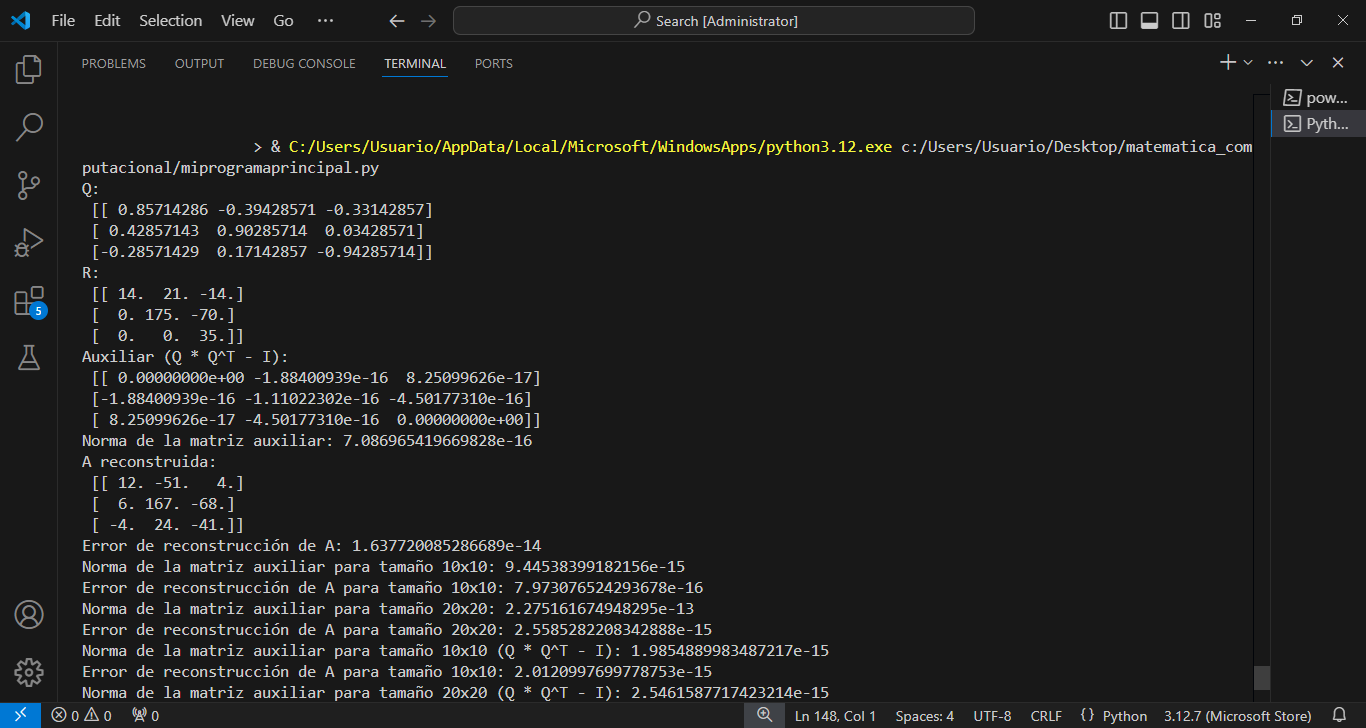 File Edit Selection View Go ··· Search [Administrator]
PROBLEMS OUTPUT DEBUG CONSOLE TERMINAL PORTS
pow...
Pyth...
> & C:/Users/Usuario/AppData/Local/Microsoft/WindowsApps/python3.12.exe c:/Users/Usuario/Desktop/matematica_com
putacional/miprogramaprincipal.py
Q:
[[ 0.85714286 -0.39428571 -0.33142857]
[ 0.42857143 0.90285714 0.03428571]
[-0.28571429 0.17142857 -0.94285714]]
R:
[[ 14. 21. -14.]
[ 0. 175. -70.]
[ 0. 0. 35.]]
Auxiliar (Q * Q^T - I):
[[ 0.00000000e+00 -1.88400939e-16 8.25099626e-17]
[-1.88400939e-16 -1.11022302e-16 -4.50177310e-16]
[ 8.25099626e-17 -4.50177310e-16 0.00000000e+00]]
Norma de la matriz auxiliar: 7.086965419669828e-16
A reconstruida:
[[ 12. -51. 4.]
[ 6. 167. -68.]
[ -4. 24. -41.]]
Error de reconstrucción de A: 1.637720085286689e-14
Norma de la matriz auxiliar para tamaño 10x10: 9.44538399182156e-15
Error de reconstrucción de A para tamaño 10x10: 7.973076524293678e-16
Norma de la matriz auxiliar para tamaño 20x20: 2.275161674948295e-13
Error de reconstrucción de A para tamaño 20x20: 2.5585282208342888e-15
Norma de la matriz auxiliar para tamaño 10x10 (Q * Q^T - I): 1.9854889983487217e-15
Error de reconstrucción de A para tamaño 10x10: 2.0120997699778753e-15
Norma de la matriz auxiliar para tamaño 20x20 (Q * Q^T - I): 2.5461587717423214e-15
5
0 0 0 Ln 148, Col 1 Spaces: 4 UTF-8 CRLF {} Python 3.12.7 (Microsoft Store)